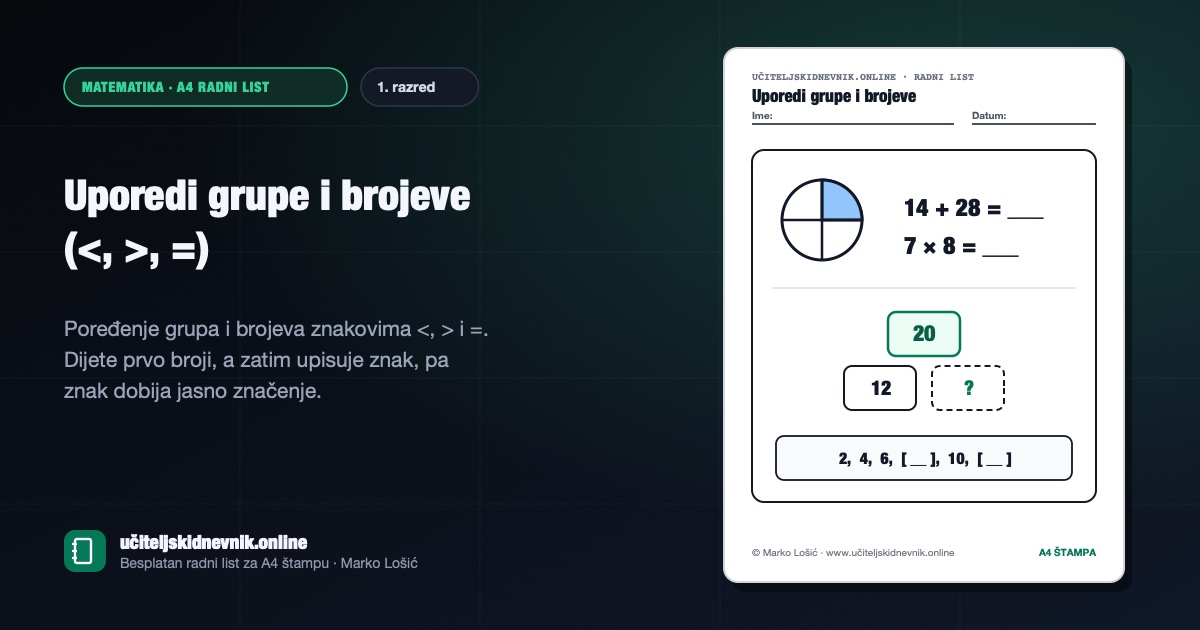 MATEMATIKA · A4 RADNI LIST
1. razred
Uporedi grupe i brojeve
(<, >, =)
Poređenje grupa i brojeva znakovima <, > i =.
Dijete prvo broji, a zatim upisuje znak, pa
znak dobija jasno značenje.
učiteljskidnevnik.online
Besplatan radni list za A4 štampu · Marko Lošić
UČITELJSKIDNEVNIK.ONLINE · RADNI LIST
Uporedi grupe i brojeve
Ime:
Datum:
14 + 28 = ___
7 × 8 = ___
20
12
?
2, 4, 6, [ __ ], 10, [ __ ]
© Marko Lošić · www.učiteljskidnevnik.online
A4 ŠTAMPA